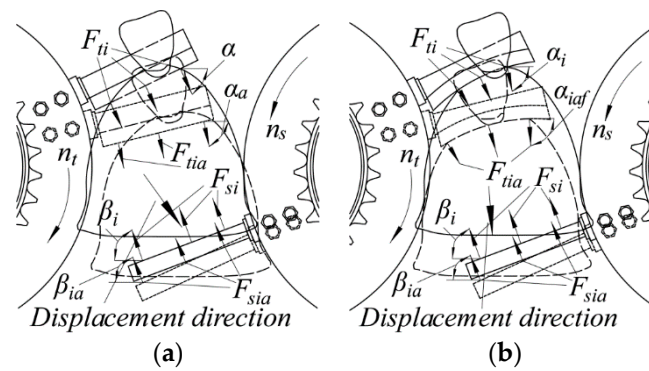 F_ti α
α_a
n_t n_s
F_tia F_si
β_i
β_ia F_sia
Displacement direction
(a)
F_ti α_i
α_iaf
n_t n_s
F_tia F_si
β_i
β_ia F_sia
Displacement direction
(b)